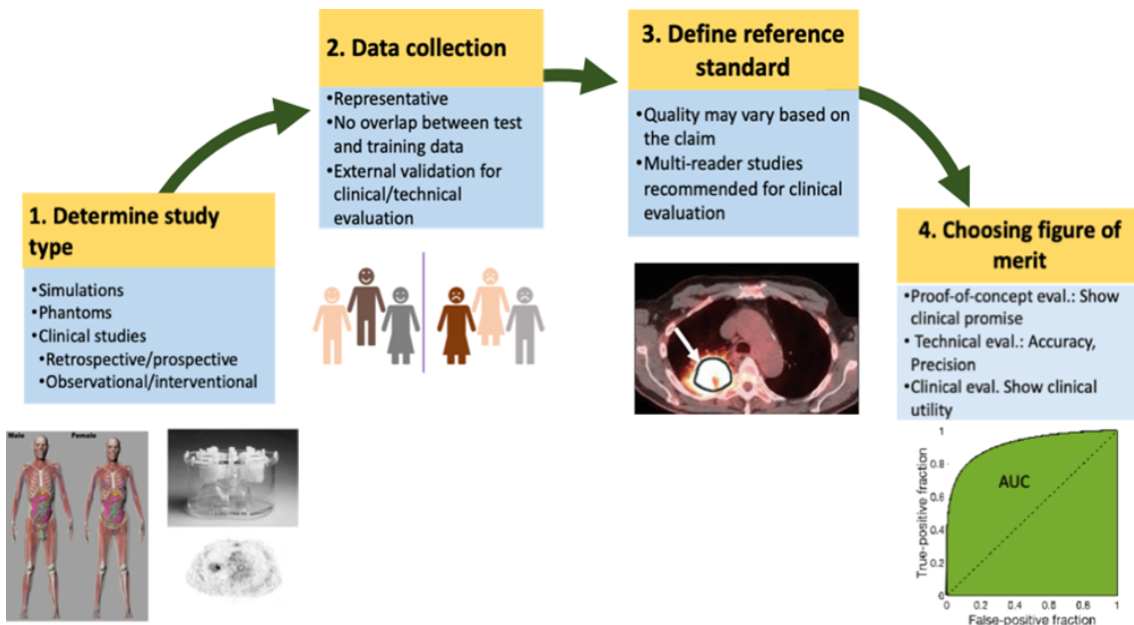 1. Determine study
type
•Simulations
•Phantoms
•Clinical studies
•Retrospective/prospective
•Observational/interventional
Male
Female
2. Data collection
•Representative
•No overlap between test
and training data
•External validation for
clinical/technical
evaluation
3. Define reference
standard
•Quality may vary based on
the claim
•Multi-reader studies
recommended for clinical
evaluation
4. Choosing figure of
merit
•Proof-of-concept eval.: Show
clinical promise
• Technical eval.: Accuracy,
Precision
•Clinical eval. Show clinical
utility
True-positive fraction
1
0.8
0.6
0.4
0.2
0
AUC
0
0.2
0.4
0.6
0.8
1
False-positive fraction